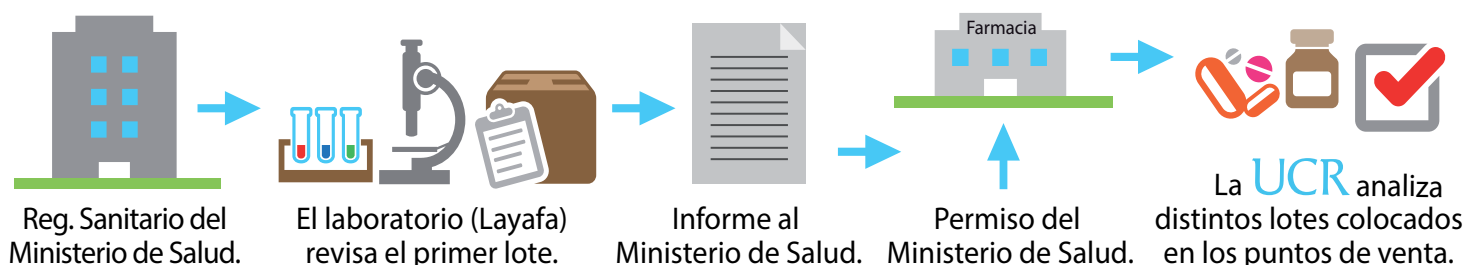 Reg. Sanitario del
Ministerio de Salud.
El laboratorio (Layafa)
revisa el primer lote.
Informe al
Ministerio de Salud.
Farmacia
Permiso del
Ministerio de Salud.
La UCR analiza
distintos lotes colocados
en los puntos de venta.